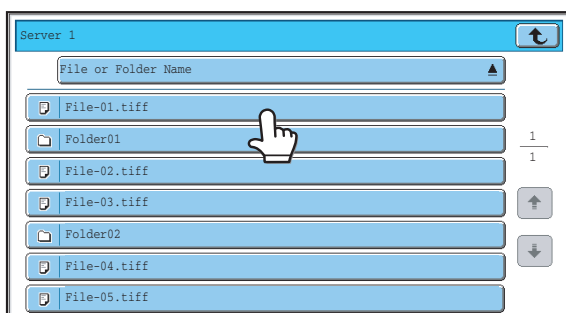 Server 1
File or Folder Name
File-01.tiff
Folder01
1
1
File-02.tiff
File-03.tiff
Folder02
File-04.tiff
File-05.tiff